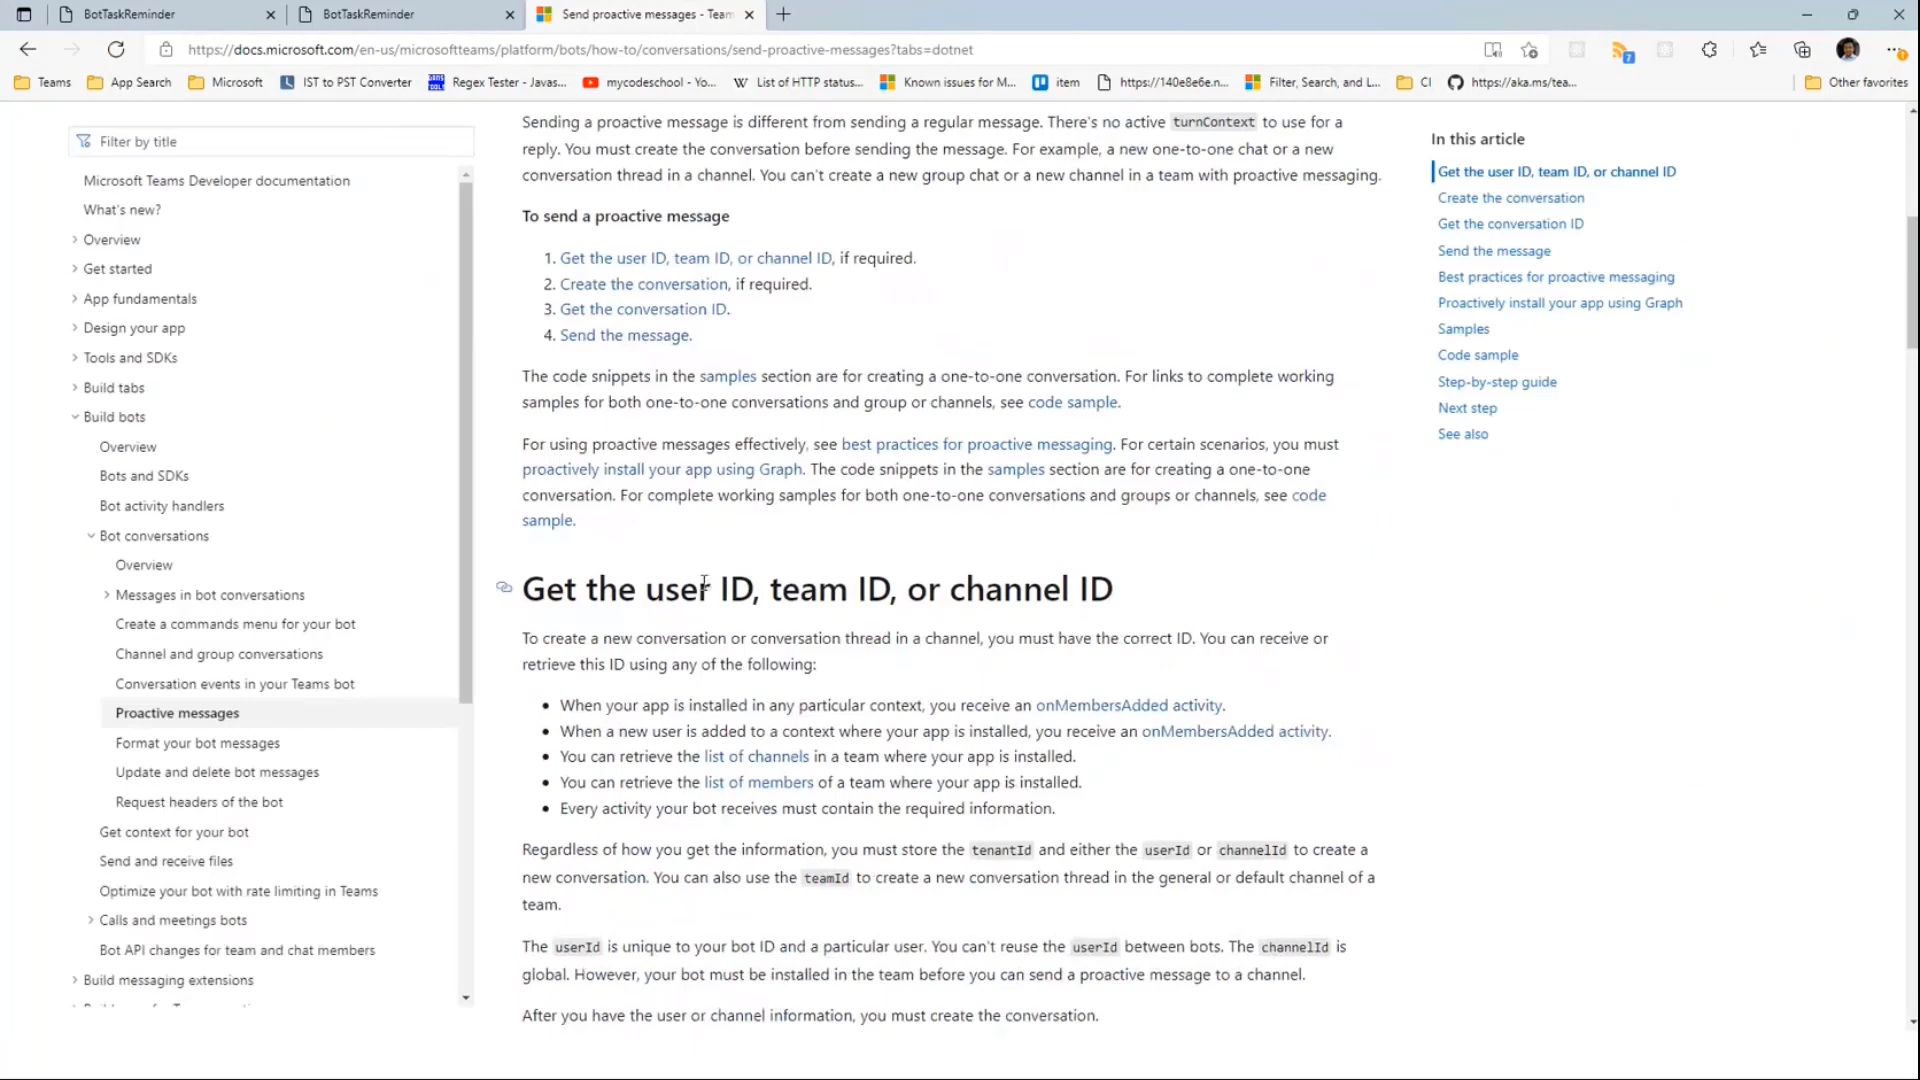 BotTaskReminder
BotTaskReminder
Send proactive messages - Team
https://docs.microsoft.com/en-us/microsoftteams/platform/bots/how-to/conversations/send-proactive-messages?tabs=dotnet
7
Teams
App Search
Microsoft
IST to PST Converter
Regex Tester - Javas...
mycodeschool - Yo...
List of HTTP status...
Known issues for M...
item
https://140e8e6e.n...
Filter, Search, and L...
CI
https://aka.ms/tea...
Other favorites
Filter by title
Microsoft Teams Developer documentation
What's new?
Overview
Get started
App fundamentals
Design your app
Tools and SDKs
Build tabs
Build bots
Overview
Bots and SDKs
Bot activity handlers
Bot conversations
Overview
Messages in bot conversations
Create a commands menu for your bot
Channel and group conversations
Conversation events in your Teams bot
Proactive messages
Format your bot messages
Update and delete bot messages
Request headers of the bot
Get context for your bot
Send and receive files
Optimize your bot with rate limiting in Teams
Calls and meetings bots
Bot API changes for team and chat members
Build messaging extensions
Sending a proactive message is different from sending a regular message. There's no active turnContext to use for a
reply. You must create the conversation before sending the message. For example, a new one-to-one chat or a new
conversation thread in a channel. You can't create a new group chat or a new channel in a team with proactive messaging.
To send a proactive message
1. Get the user ID, team ID, or channel ID, if required.
2. Create the conversation, if required.
3. Get the conversation ID.
4. Send the message.
The code snippets in the samples section are for creating a one-to-one conversation. For links to complete working
samples for both one-to-one conversations and group or channels, see code sample.
For using proactive messages effectively, see best practices for proactive messaging. For certain scenarios, you must
proactively install your app using Graph. The code snippets in the samples section are for creating a one-to-one
conversation. For complete working samples for both one-to-one conversations and groups or channels, see code
sample.
Get the user ID, team ID, or channel ID
To create a new conversation or conversation thread in a channel, you must have the correct ID. You can receive or
retrieve this ID using any of the following:
• When your app is installed in any particular context, you receive an onMembersAdded activity.
• When a new user is added to a context where your app is installed, you receive an onMembersAdded activity.
• You can retrieve the list of channels in a team where your app is installed.
• You can retrieve the list of members of a team where your app is installed.
• Every activity your bot receives must contain the required information.
Regardless of how you get the information, you must store the tenantId and either the userId or channelId to create a
new conversation. You can also use the teamId to create a new conversation thread in the general or default channel of a
team.
The userId is unique to your bot ID and a particular user. You can't reuse the userId between bots. The channelId is
global. However, your bot must be installed in the team before you can send a proactive message to a channel.
After you have the user or channel information, you must create the conversation.
In this article
Get the user ID, team ID, or channel ID
Create the conversation
Get the conversation ID
Send the message
Best practices for proactive messaging
Proactively install your app using Graph
Samples
Code sample
Step-by-step guide
Next step
See also